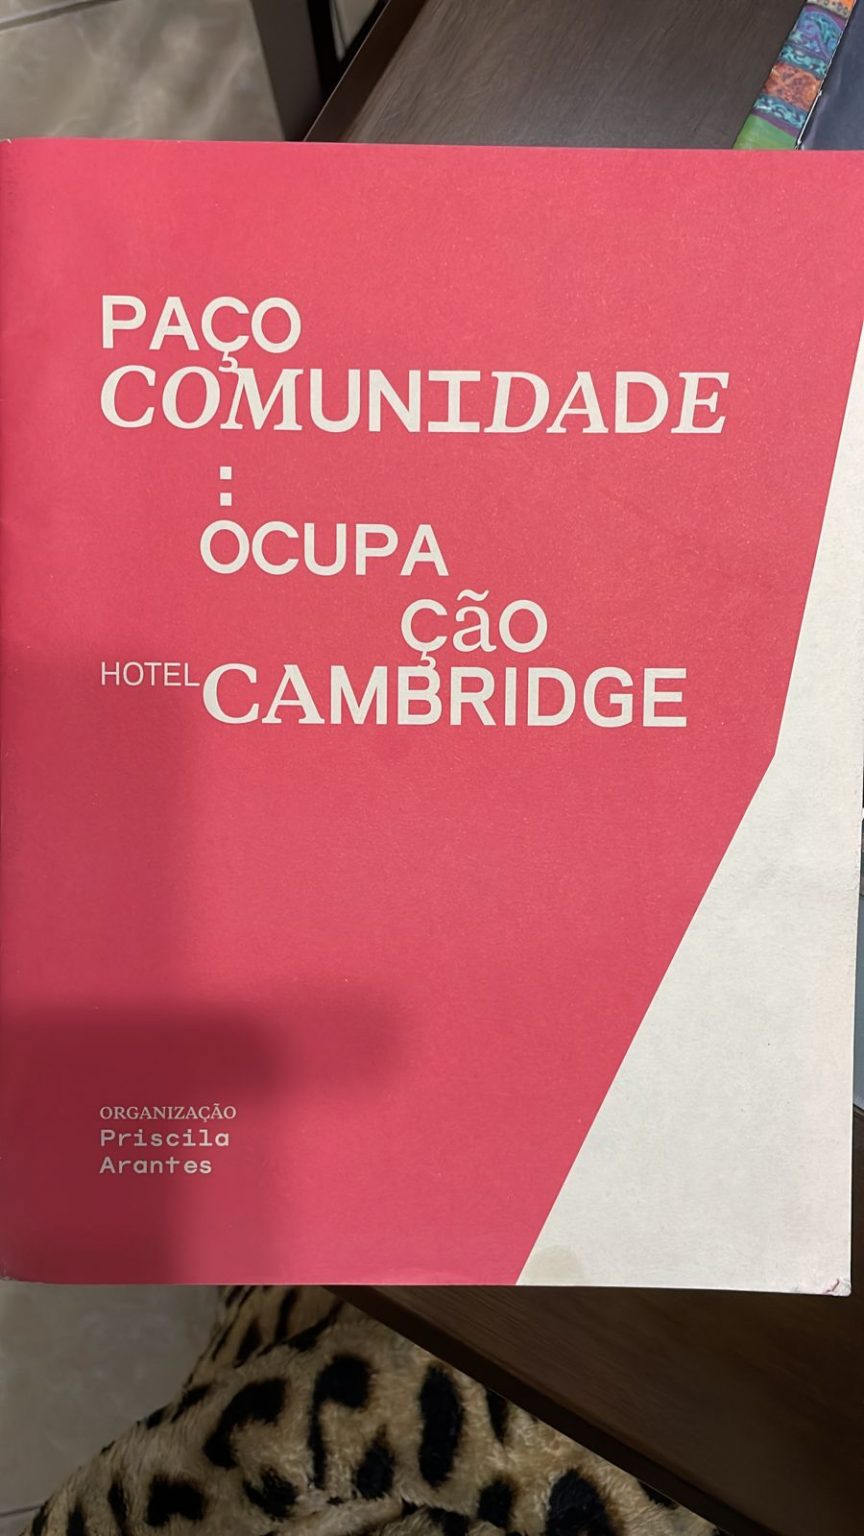 PAÇO
COMUNIDADE
:
OCUPA
ÇãO
HOTEL CAMBRIDGE
ORGANIZAÇÃO
Priscila
Arantes